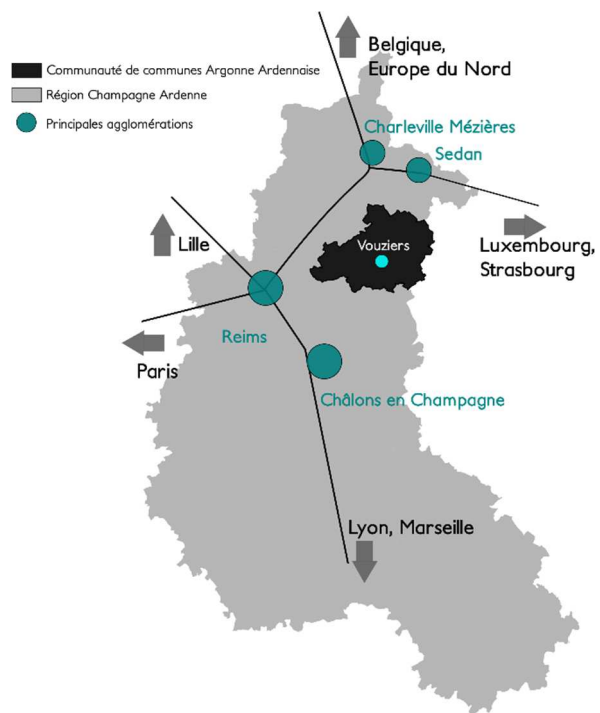 Belgique,
Europe du Nord
Communauté de communes Argonne Ardennaise
Région Champagne Ardenne
Principales agglomérations
Charleville Mézières
Sedan
Lille
Vouziers
Luxembourg,
Strasbourg
Reims
Paris
Châlons en Champagne
Lyon, Marseille